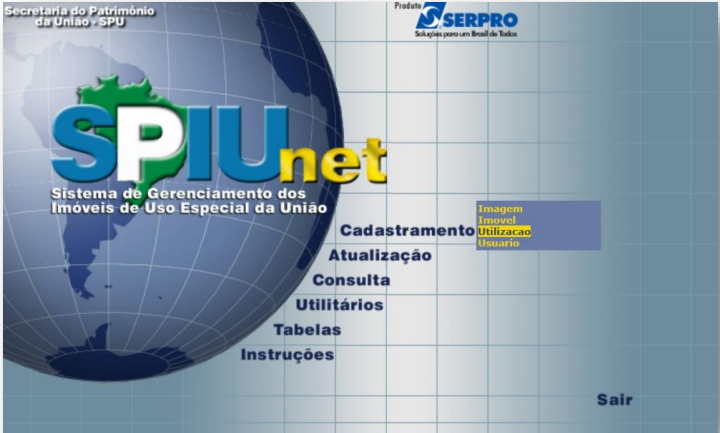 Secretaria do Patrimônio
da União - SPU
Produto
SERPRO
Soluções para um Brasil de Todos
SPIUnet
Sistema de Gerenciamento dos
Imóveis de Uso Especial da União
Cadastramento
Imagem
Imovel
Utilizacao
Usuario
Atualização
Consulta
Utilitários
Tabelas
Instruções
Sair